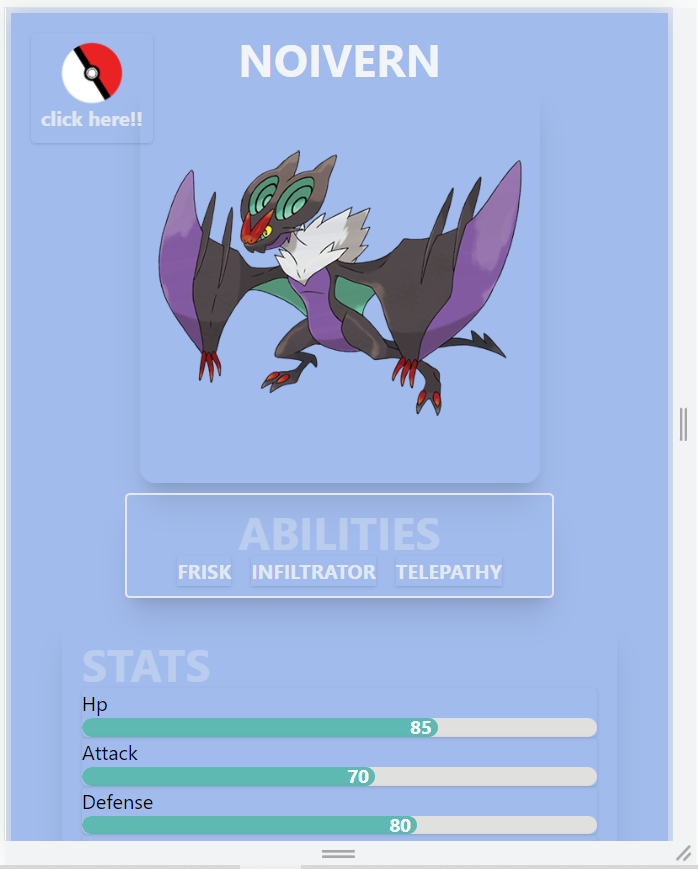 NOIVERN
click here!!
ABILITIES
FRISK INFILTRATOR TELEPATHY
STATS
Hp
85
Attack
70
Defense
80